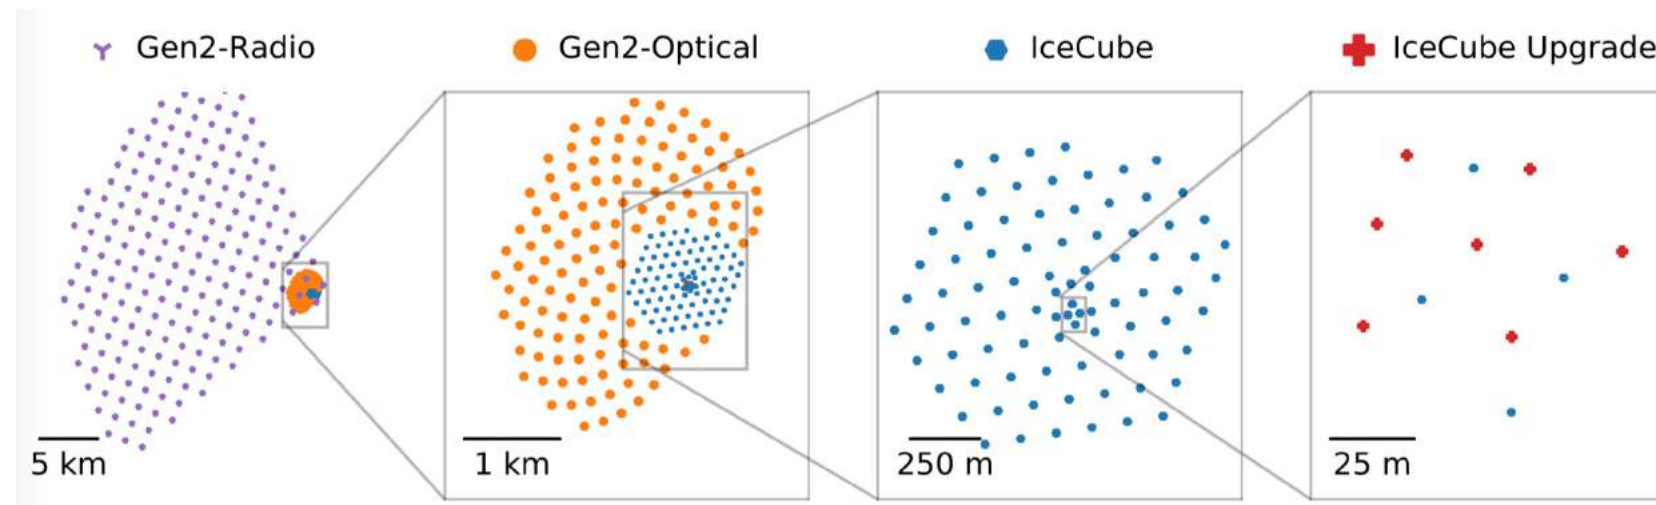 Gen2-Radio
Gen2-Optical
IceCube
IceCube Upgrade
5 km
1 km
250 m
25 m